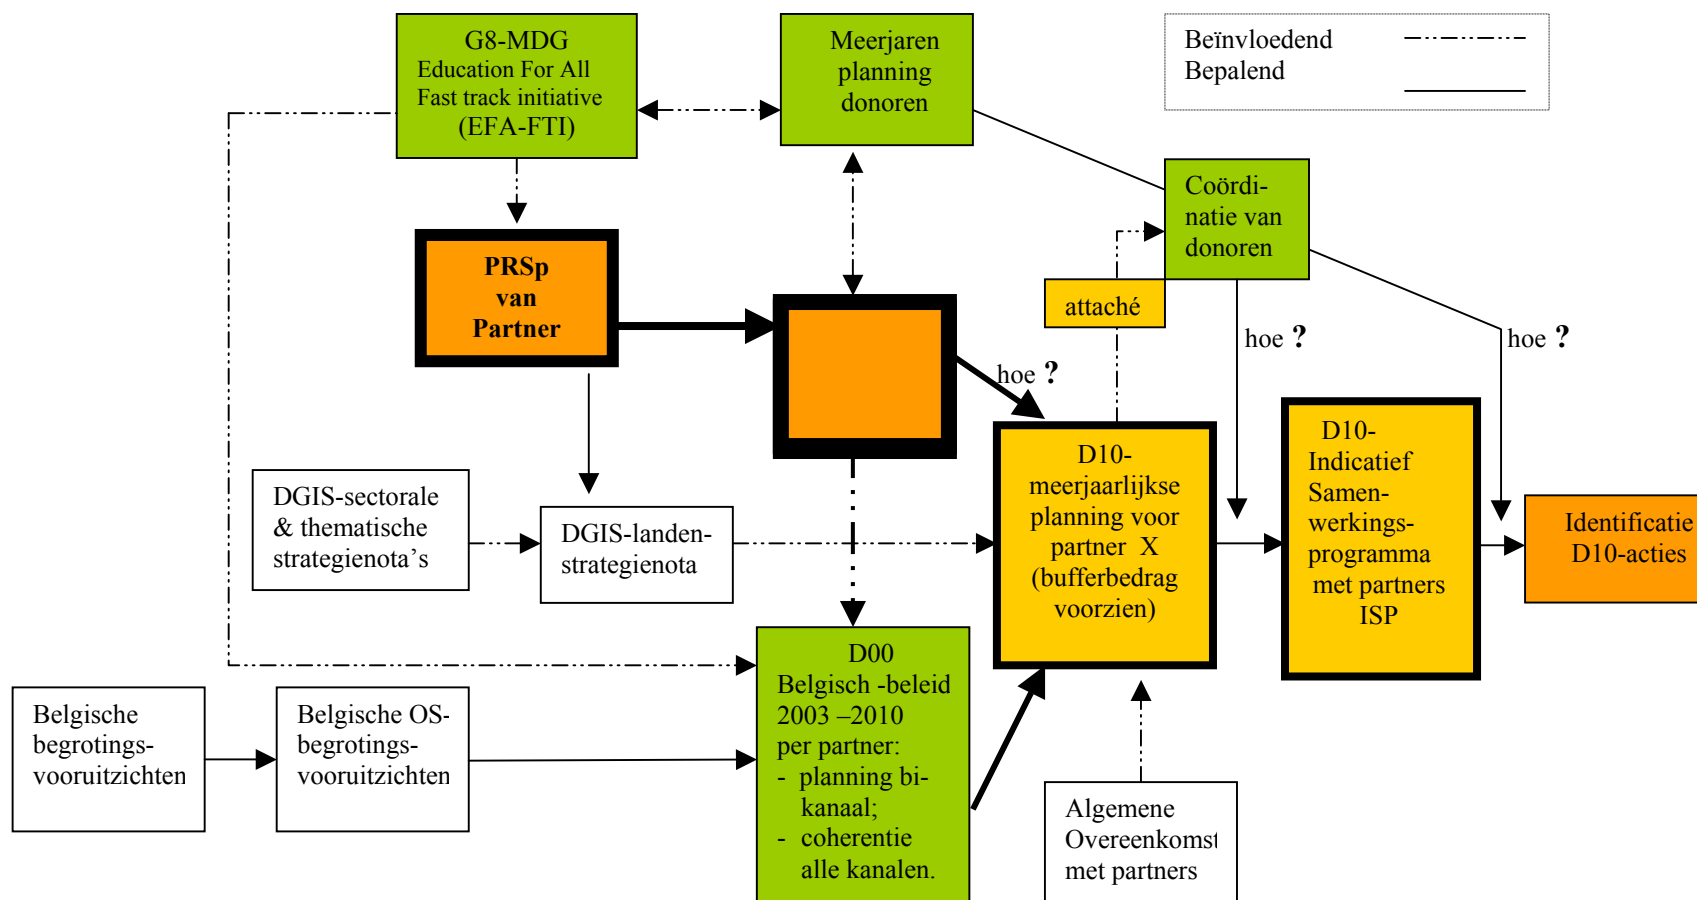 G8-MDG
Education For All
Fast track initiative
(EFA-FTI)
Meerjaren
planning
donoren
Beïnvloedend
Bepalend
Coördi-
natie van
donoren
attaché
PRSp
van
Partner
hoe ?
hoe ?
hoe ?
DGIS-sectorale
& thematische
strategienota's
DGIS-landen-
strategienota
D10-
meerjaarlijkse
planning voor
partner X
(bufferbedrag
voorzien)
D10-
Indicatief
Samen-
werkings-
programma
met partners
ISP
Identificatie
D10-acties
Belgische
begrotings-
vooruitzichten
Belgische OS-
begrotings-
vooruitzichten
D00
Belgisch -beleid
2003 –2010
per partner:
- planning bi-
kanaal;
- coherentie
alle kanalen.
Algemene
Overeenkomst
met partners